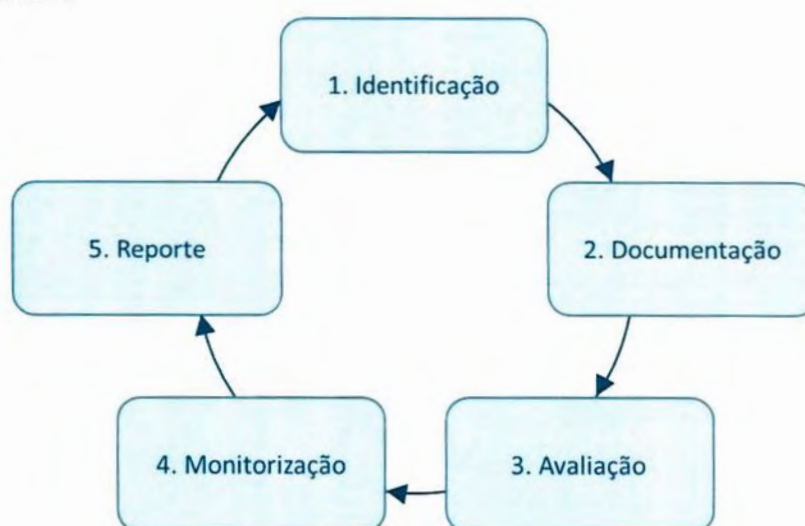 1. Identificação
2. Documentação
3. Avaliação
4. Monitorização
5. Reporte